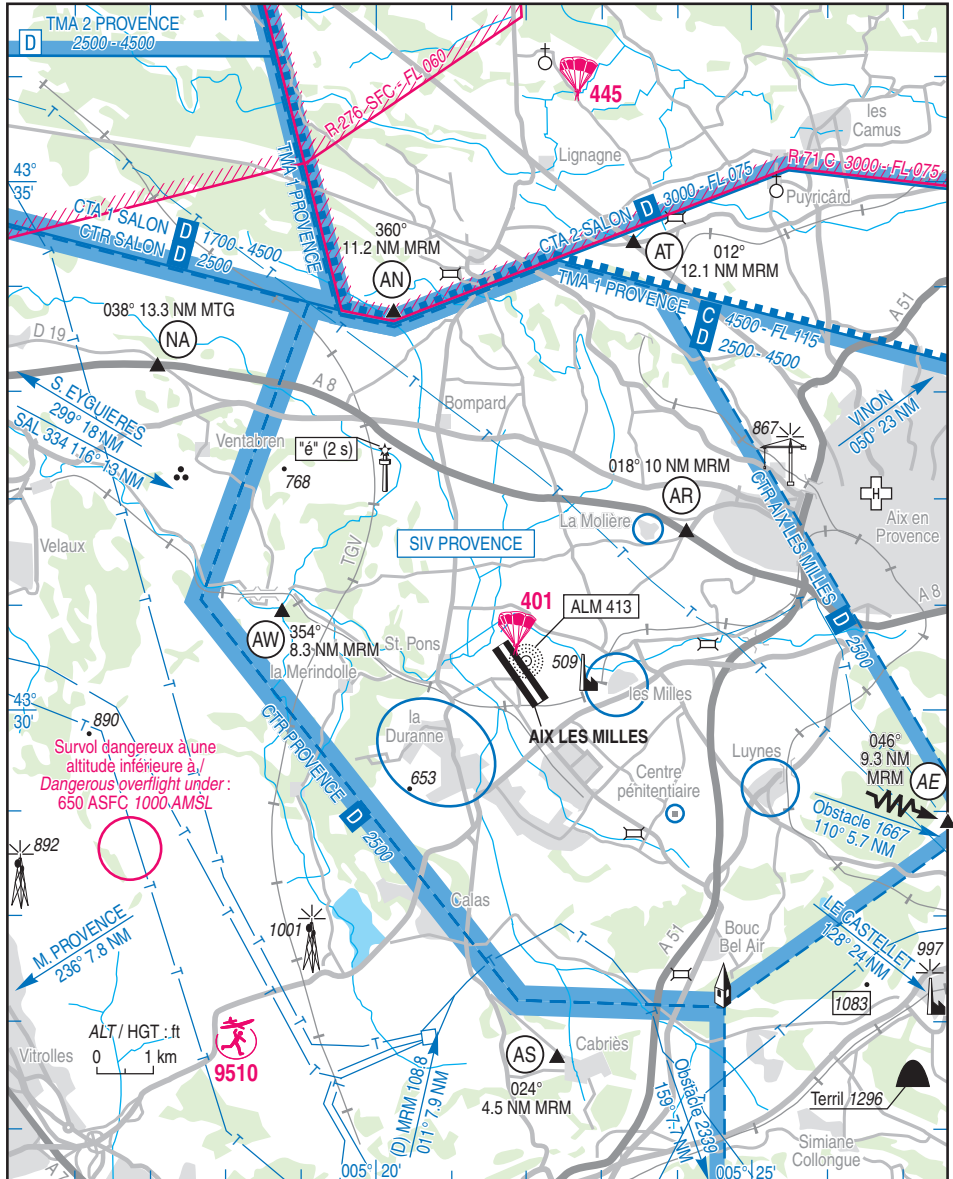 TMA 2 PROVENCE
D
2500 - 4500
R 276 SFC - FL 060
TMA 1 PROVENCE
445
les
Camus
Lignagne
43°
35'
R 71 C 3000 - FL 075
Puyricârd
CTA 1 SALON D 1700 - 4500
CTR SALON D 2500
CTA 2 SALON D 3000 - FL 075
360°
11.2 NM MRM
AN
AT
012°
12.1 NM MRM
TMA 1 PROVENCE
C 4500 - FL 115
D 2500 - 4500
A 51
038° 13.3 NM MTG
NA
D 19
A 8
S. EYGUIERES
299° 18 NM
SAL 334 116° 13 NM
Bompard
VINON
050° 23 NM
Ventabren
768
"é" (2 s)
867
018° 10 NM MRM
AR
H
Aix en
Provence
La Molière
SIV PROVENCE
CTR AIX LES MILLES
D 2500
Velaux
TGV
A 8
401
ALM 413
AW
354°
8.3 NM MRM
St. Pons
la Merindolle
509
les Milles
43°
30'
890
la
Duranne
AIX LES MILLES
Luynes
046°
9.3 NM
MRM
AE
Survol dangereux à une
altitude inférieure à /
Dangerous overflight under :
650 ASFC 1000 AMSL
CTR PROVENCE
D 2500
653
Centre
pénitentiaire
Obstacle 1667
110° 5.7 NM
892
Calas
1001
M. PROVENCE
236° 7.8 NM
A 51
Bouc
Bel Air
LE CASTELLET
128° 24 NM
997
1083
ALT / HGT : ft
0 1 km
Vitrolles
9510
(D) MRM 108.8
011° 7.9 NM
AS
024°
4.5 NM MRM
Cabriès
Obstacle 2339
159° 7.7 NM
Terril 1296
Simiane
Collongue
A 7
005° 20'
005° 25'
T